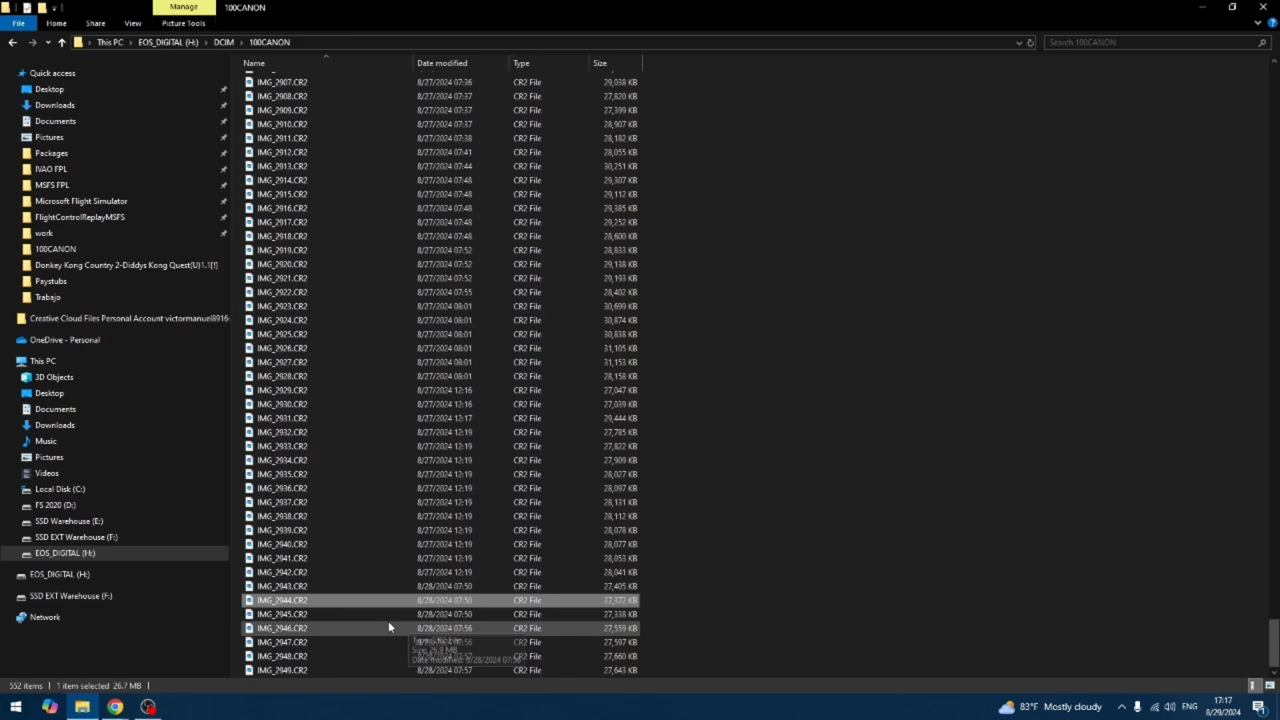 Manage 100CANON
File Home Share View Picture Tools
This PC EOS_DIGITAL (H:) DCIM 100CANON Search 100CANON
Name Date modified Type Size
Quick access
Desktop
Downloads
Documents
Pictures
Packages
IVAO FPL
MSFS FPL
Microsoft Flight Simulator
FlightControlReplayMSFS
work
100CANON
Donkey Kong Country 2-Diddys Kong Quest(U)1.1[!]
Paystubs
Trabajo
Creative Cloud Files Personal Account victormanuel8916
OneDrive - Personal
This PC
3D Objects
Desktop
Documents
Downloads
Music
Pictures
Videos
Local Disk (C:)
FS 2020 (D:)
SSD Warehouse (E:)
SSD EXT Warehouse (F:)
EOS_DIGITAL (H:)
EOS_DIGITAL (H:)
SSD EXT Warehouse (F:)
Network
IMG_2907.CR2 8/27/2024 07:36 CR2 File 29,038 KB
IMG_2908.CR2 8/27/2024 07:37 CR2 File 27,820 KB
IMG_2909.CR2 8/27/2024 07:37 CR2 File 27,399 KB
IMG_2910.CR2 8/27/2024 07:37 CR2 File 28,907 KB
IMG_2911.CR2 8/27/2024 07:38 CR2 File 28,182 KB
IMG_2912.CR2 8/27/2024 07:41 CR2 File 28,055 KB
IMG_2913.CR2 8/27/2024 07:44 CR2 File 30,251 KB
IMG_2914.CR2 8/27/2024 07:48 CR2 File 29,307 KB
IMG_2915.CR2 8/27/2024 07:48 CR2 File 29,112 KB
IMG_2916.CR2 8/27/2024 07:48 CR2 File 29,385 KB
IMG_2917.CR2 8/27/2024 07:48 CR2 File 29,252 KB
IMG_2918.CR2 8/27/2024 07:48 CR2 File 28,600 KB
IMG_2919.CR2 8/27/2024 07:52 CR2 File 28,833 KB
IMG_2920.CR2 8/27/2024 07:52 CR2 File 29,138 KB
IMG_2921.CR2 8/27/2024 07:52 CR2 File 29,193 KB
IMG_2922.CR2 8/27/2024 07:55 CR2 File 28,402 KB
IMG_2923.CR2 8/27/2024 08:01 CR2 File 30,699 KB
IMG_2924.CR2 8/27/2024 08:01 CR2 File 30,874 KB
IMG_2925.CR2 8/27/2024 08:01 CR2 File 30,838 KB
IMG_2926.CR2 8/27/2024 08:01 CR2 File 31,105 KB
IMG_2927.CR2 8/27/2024 08:01 CR2 File 31,153 KB
IMG_2928.CR2 8/27/2024 08:01 CR2 File 28,158 KB
IMG_2929.CR2 8/27/2024 12:16 CR2 File 27,047 KB
IMG_2930.CR2 8/27/2024 12:16 CR2 File 27,039 KB
IMG_2931.CR2 8/27/2024 12:17 CR2 File 29,444 KB
IMG_2932.CR2 8/27/2024 12:19 CR2 File 27,785 KB
IMG_2933.CR2 8/27/2024 12:19 CR2 File 27,822 KB
IMG_2934.CR2 8/27/2024 12:19 CR2 File 27,909 KB
IMG_2935.CR2 8/27/2024 12:19 CR2 File 28,027 KB
IMG_2936.CR2 8/27/2024 12:19 CR2 File 28,097 KB
IMG_2937.CR2 8/27/2024 12:19 CR2 File 28,131 KB
IMG_2938.CR2 8/27/2024 12:19 CR2 File 28,112 KB
IMG_2939.CR2 8/27/2024 12:19 CR2 File 28,078 KB
IMG_2940.CR2 8/27/2024 12:19 CR2 File 28,077 KB
IMG_2941.CR2 8/27/2024 12:19 CR2 File 28,053 KB
IMG_2942.CR2 8/27/2024 12:19 CR2 File 28,041 KB
IMG_2943.CR2 8/28/2024 07:50 CR2 File 27,405 KB
IMG_2944.CR2 8/28/2024 07:50 CR2 File 27,372 KB
IMG_2945.CR2 8/28/2024 07:50 CR2 File 27,338 KB
IMG_2946.CR2 8/28/2024 07:56 CR2 File 27,559 KB
IMG_2947.CR2 8/28/2024 07:56 CR2 File 27,597 KB
IMG_2948.CR2 8/28/2024 07:57 CR2 File 27,660 KB
IMG_2949.CR2 8/28/2024 07:57 CR2 File 27,643 KB
Type: CR2 File
Size: 26.9 MB
Date modified: 8/28/2024 07:56
552 items 1 item selected 26.7 MB
83°F Mostly cloudy ENG 17:17
8/29/2024